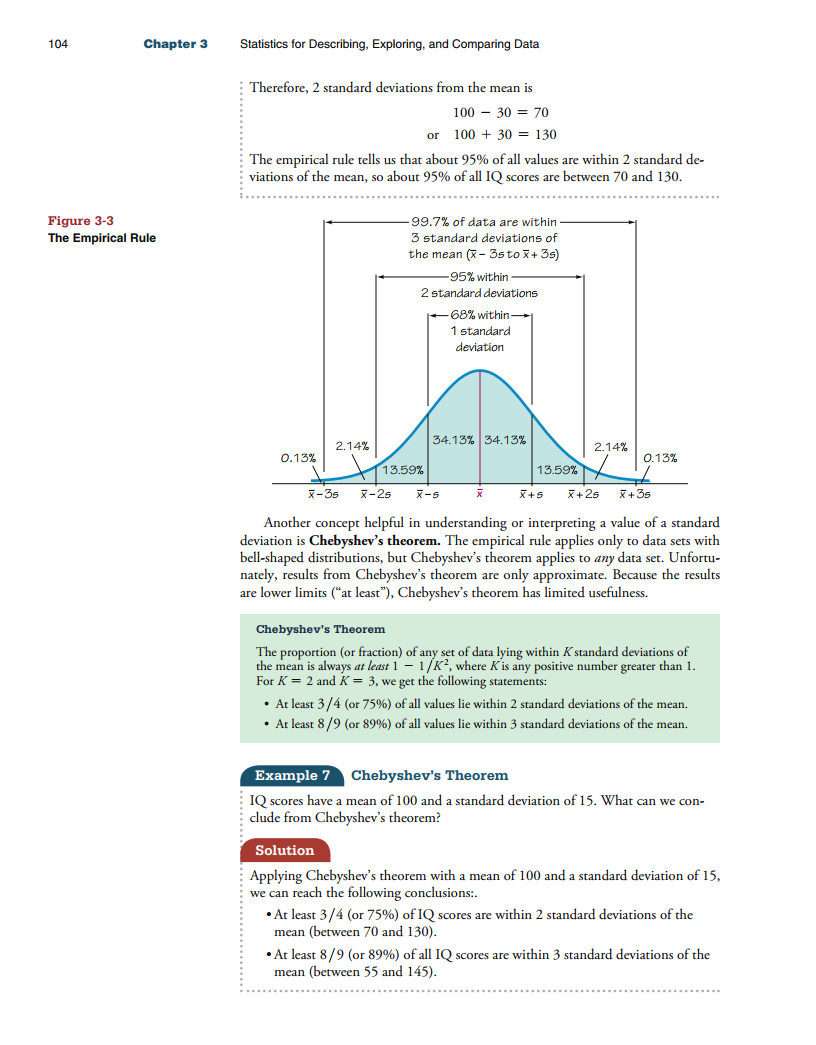 104 Chapter 3 Statistics for Describing, Exploring, and Comparing Data
Therefore, 2 standard deviations from the mean is
100 − 30 = 70
or 100 + 30 = 130
The empirical rule tells us that about 95% of all values are within 2 standard de-
viations of the mean, so about 95% of all IQ scores are between 70 and 130.
Figure 3-3
The Empirical Rule
99.7% of data are within
3 standard deviations of
the mean (x̄ − 3s to x̄ + 3s)
95% within
2 standard deviations
68% within
1 standard
deviation
34.13% 34.13%
2.14% 2.14%
0.13% 0.13%
13.59% 13.59%
x̄ − 3s x̄ − 2s x̄ − s x̄ x̄ + s x̄ + 2s x̄ + 3s
Another concept helpful in understanding or interpreting a value of a standard
deviation is Chebyshev's theorem. The empirical rule applies only to data sets with
bell-shaped distributions, but Chebyshev's theorem applies to any data set. Unfortu-
nately, results from Chebyshev's theorem are only approximate. Because the results
are lower limits ("at least"), Chebyshev's theorem has limited usefulness.
Chebyshev's Theorem
The proportion (or fraction) of any set of data lying within K standard deviations of
the mean is always at least 1 − 1/K², where K is any positive number greater than 1.
For K = 2 and K = 3, we get the following statements:
• At least 3/4 (or 75%) of all values lie within 2 standard deviations of the mean.
• At least 8/9 (or 89%) of all values lie within 3 standard deviations of the mean.
Example 7 Chebyshev's Theorem
IQ scores have a mean of 100 and a standard deviation of 15. What can we con-
clude from Chebyshev's theorem?
Solution
Applying Chebyshev's theorem with a mean of 100 and a standard deviation of 15,
we can reach the following conclusions:.
• At least 3/4 (or 75%) of IQ scores are within 2 standard deviations of the
mean (between 70 and 130).
• At least 8/9 (or 89%) of all IQ scores are within 3 standard deviations of the
mean (between 55 and 145).